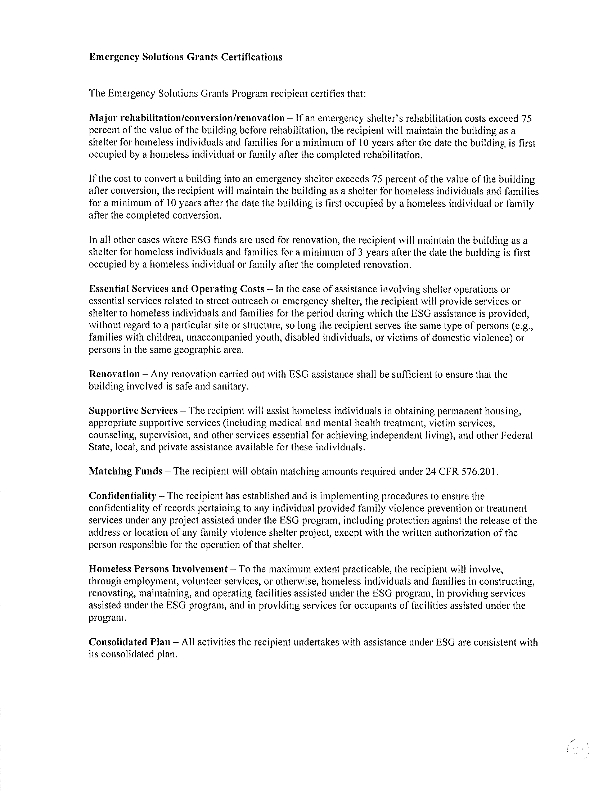 Emergency Solutions Grants Certifications
The Emergency Solutions Grants Program recipient certifies that:
Major rehabilitation/conversion/renovation – If an emergency shelter's rehabilitation costs exceed 75
percent of the value of the building before rehabilitation, the recipient will maintain the building as a
shelter for homeless individuals and families for a minimum of 10 years after the date the building is first
occupied by a homeless individual or family after the completed rehabilitation.
If the cost to convert a building into an emergency shelter exceeds 75 percent of the value of the building
after conversion, the recipient will maintain the building as a shelter for homeless individuals and families
for a minimum of 10 years after the date the building is first occupied by a homeless individual or family
after the completed conversion.
In all other cases where ESG funds are used for renovation, the recipient will maintain the building as a
shelter for homeless individuals and families for a minimum of 3 years after the date the building is first
occupied by a homeless individual or family after the completed renovation.
Essential Services and Operating Costs – In the case of assistance involving shelter operations or
essential services related to street outreach or emergency shelter, the recipient will provide services or
shelter to homeless individuals and families for the period during which the ESG assistance is provided,
without regard to a particular site or structure, so long the recipient serves the same type of persons (e.g.,
families with children, unaccompanied youth, disabled individuals, or victims of domestic violence) or
persons in the same geographic area.
Renovation – Any renovation carried out with ESG assistance shall be sufficient to ensure that the
building involved is safe and sanitary.
Supportive Services – The recipient will assist homeless individuals in obtaining permanent housing,
appropriate supportive services (including medical and mental health treatment, victim services,
counseling, supervision, and other services essential for achieving independent living), and other Federal
State, local, and private assistance available for these individuals.
Matching Funds – The recipient will obtain matching amounts required under 24 CFR 576.201.
Confidentiality – The recipient has established and is implementing procedures to ensure the
confidentiality of records pertaining to any individual provided family violence prevention or treatment
services under any project assisted under the ESG program, including protection against the release of the
address or location of any family violence shelter project, except with the written authorization of the
person responsible for the operation of that shelter.
Homeless Persons Involvement – To the maximum extent practicable, the recipient will involve,
through employment, volunteer services, or otherwise, homeless individuals and families in constructing,
renovating, maintaining, and operating facilities assisted under the ESG program, in providing services
assisted under the ESG program, and in providing services for occupants of facilities assisted under the
program.
Consolidated Plan – All activities the recipient undertakes with assistance under ESG are consistent with
its consolidated plan.